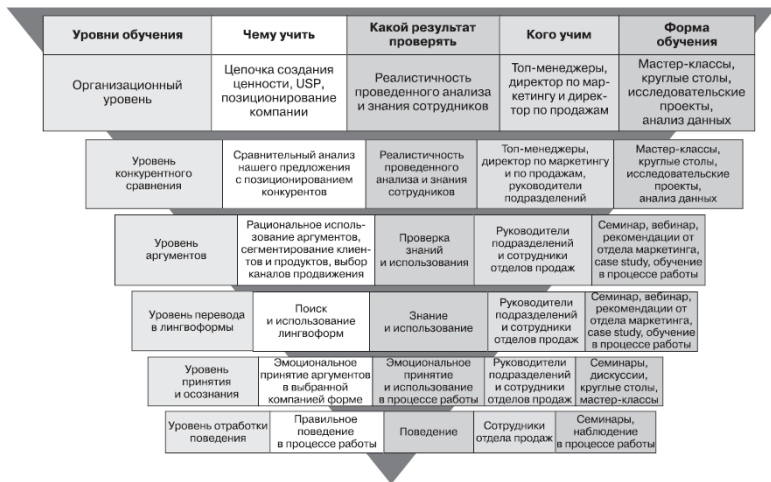 Уровни обучения
Чему учить
Какой результат
проверять
Кого учим
Форма
обучения
Организационный
уровень
Цепочка создания
ценности, USP,
позиционирование
компании
Реалистичность
проведенного анализа
и знания сотрудников
Топ-менеджеры,
директор по мар-
кетингу и дирек-
тор по продажам
Мастер-классы,
круглые столы,
исследовательские
проекты,
анализ данных
Уровень
конкурентного
сравнения
Сравнительный анализ
нашего предложения
с позиционированием
конкурентов
Реалистичность
проведенного
анализа и знания
сотрудников
Топ-менеджеры,
директор по маркетингу
и по продажам,
руководители
подразделений
Мастер-классы,
круглые столы,
исследовательские
проекты,
анализ данных
Уровень
аргументов
Рациональное исполь-
зование аргументов,
сегментирование клиен-
тов и продуктов, выбор
каналов продвижения
Проверка
знаний
и использования
Руководители
подразделений
и сотрудники
отделов продаж
Семинар, вебинар,
рекомендации от
отдела маркетинга,
case study, обучение
в процессе работы
Уровень перевода
в лингвоформы
Поиск
и использование
лингвоформ
Знание
и использование
Руководители
подразделений
и сотрудники
отделов продаж
Семинар, вебинар,
рекомендации от
отдела маркетинга,
case study, обучение
в процессе работы
Уровень
принятия
и осознания
Эмоциональное
принятие аргументов
в выбранной
компанией форме
Эмоциональное
принятие
и использование
в процессе работы
Руководители
подразделений
и сотрудники
отделов продаж
Семинары,
дискуссии,
круглые столы,
мастер-классы
Уровень отработки
поведения
Правильное
поведение
в процессе работы
Поведение
Сотрудники
отдела продаж
Семинары,
наблюдение
в процессе работы